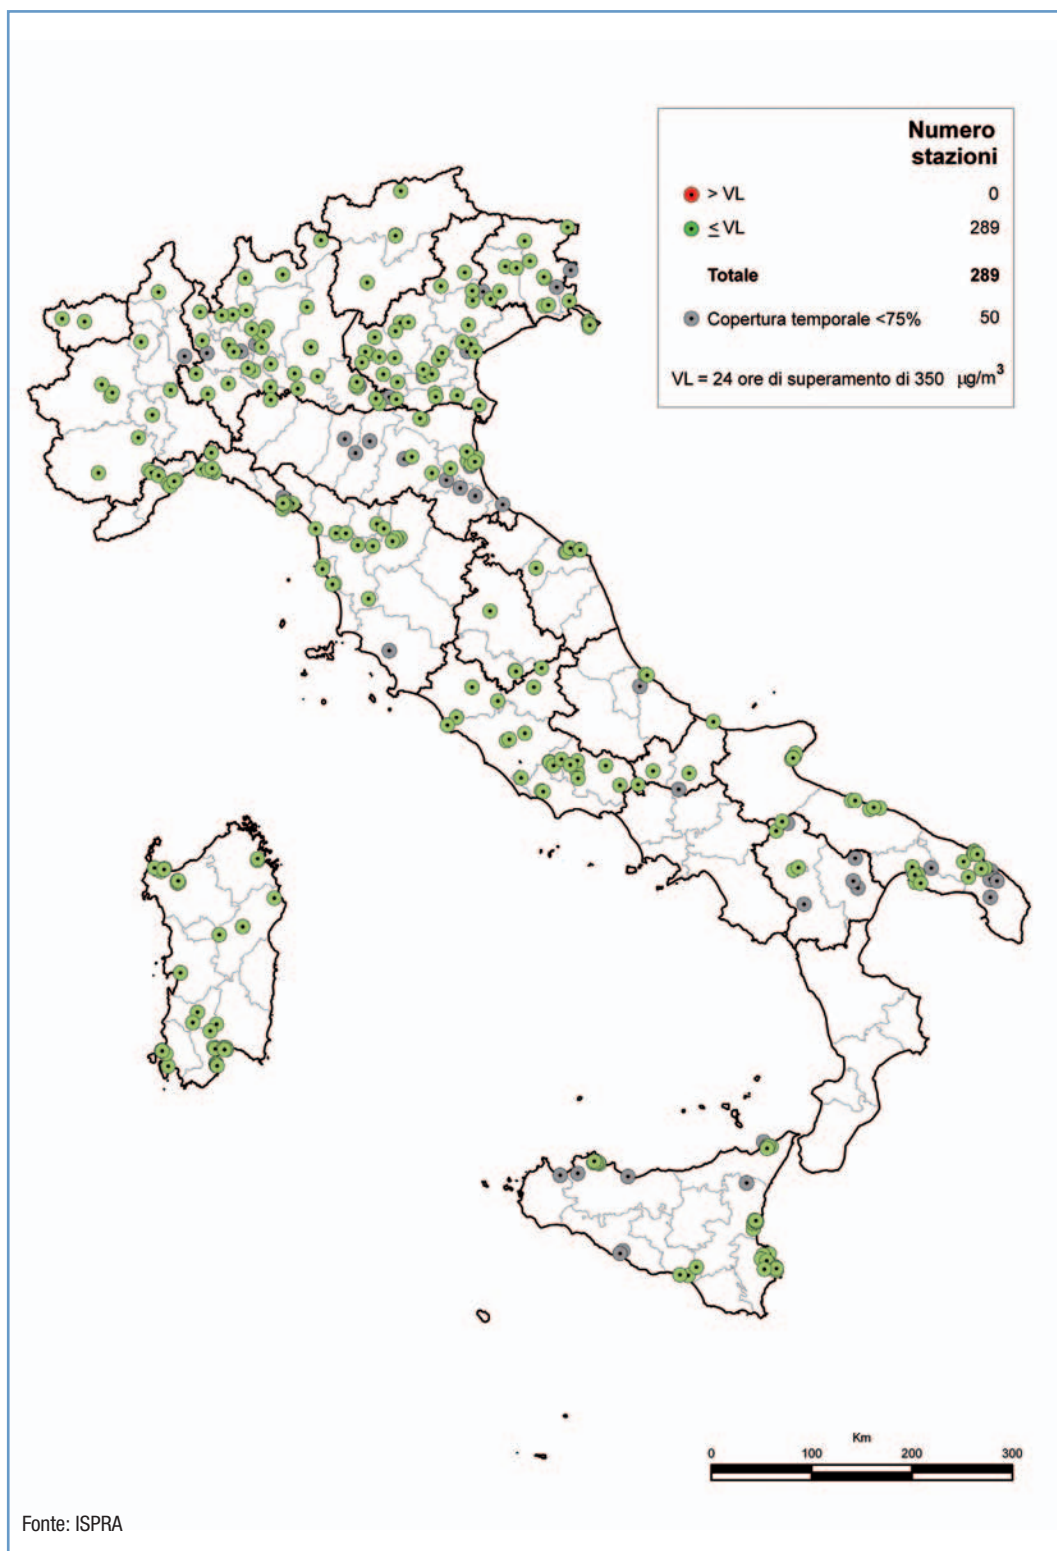 Numero
stazioni
> VL 0
≤ VL 289
Totale 289
Copertura temporale <75% 50
VL = 24 ore di superamento di 350 µg/m³
Km
0 100 200 300
Fonte: ISPRA